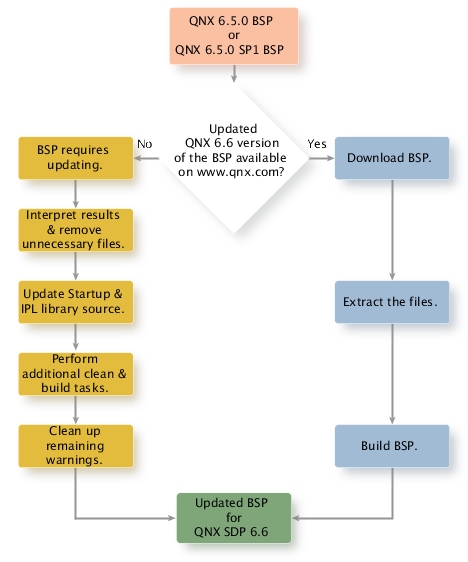 QNX 6.5.0 BSP
or
QNX 6.5.0 SP1 BSP
Updated
QNX 6.6 version
of the BSP available
on www.qnx.com?
No
Yes
BSP requires
updating.
Interpret results
& remove
unnecessary files.
Update Startup &
IPL library source.
Perform
additional clean &
build tasks.
Clean up
remaining
warnings.
Download BSP.
Extract the files.
Build BSP.
Updated BSP
for
QNX SDP 6.6